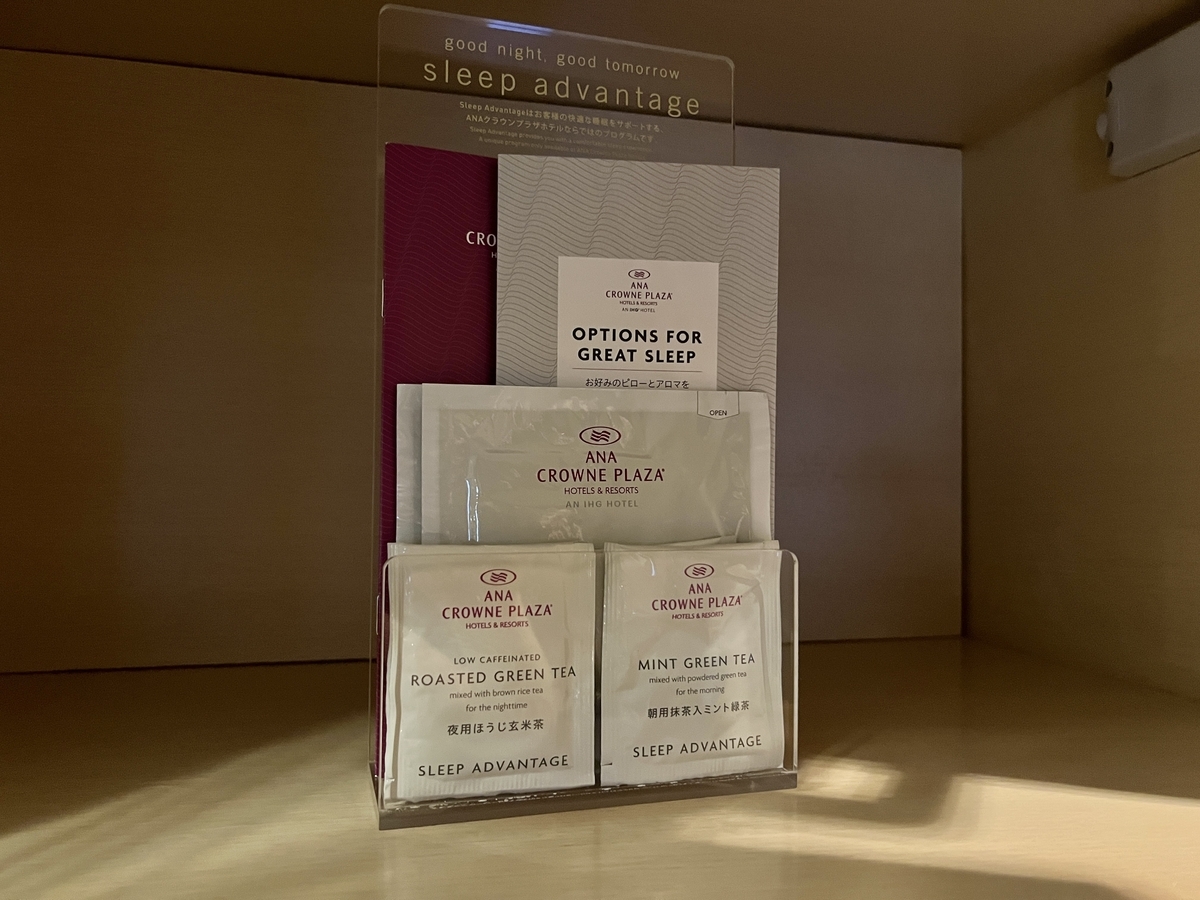 good night, good tomorrow
sleep advantage
Sleep Advantageはお客様の快適な睡眠をサポートする
ANAクラウンプラザホテルならではのプログラムです
CRO
H
ANA
CROWNE PLAZA
HOTELS & RESORTS
AN IHG® HOTEL
OPTIONS FOR
GREAT SLEEP
お好みのピローとアロマを
OPEN
ANA
CROWNE PLAZA®
HOTELS & RESORTS
AN IHG HOTEL
ANA
CROWNE PLAZA®
HOTELS & RESORTS
LOW CAFFEINATED
ROASTED GREEN TEA
mixed with brown rice tea
for the nighttime
夜用ほうじ玄米茶
SLEEP ADVANTAGE
ANA
CROWNE PLAZA®
HOTELS & RESORTS
MINT GREEN TEA
mixed with powdered green tea
for the morning
朝用抹茶入ミント緑茶
SLEEP ADVANTAGE